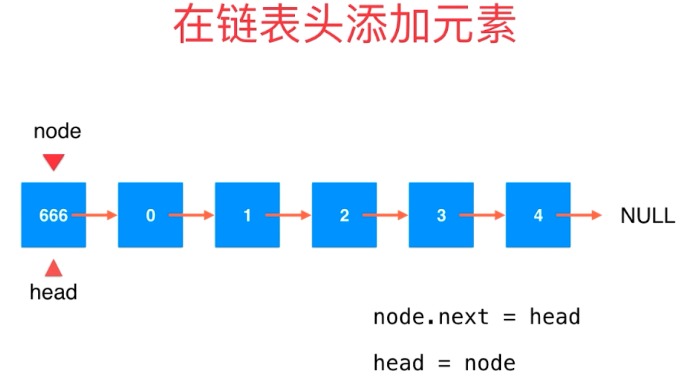 在链表头添加元素
node
666 0 1 2 3 4 NULL
head
node.next = head
head = node